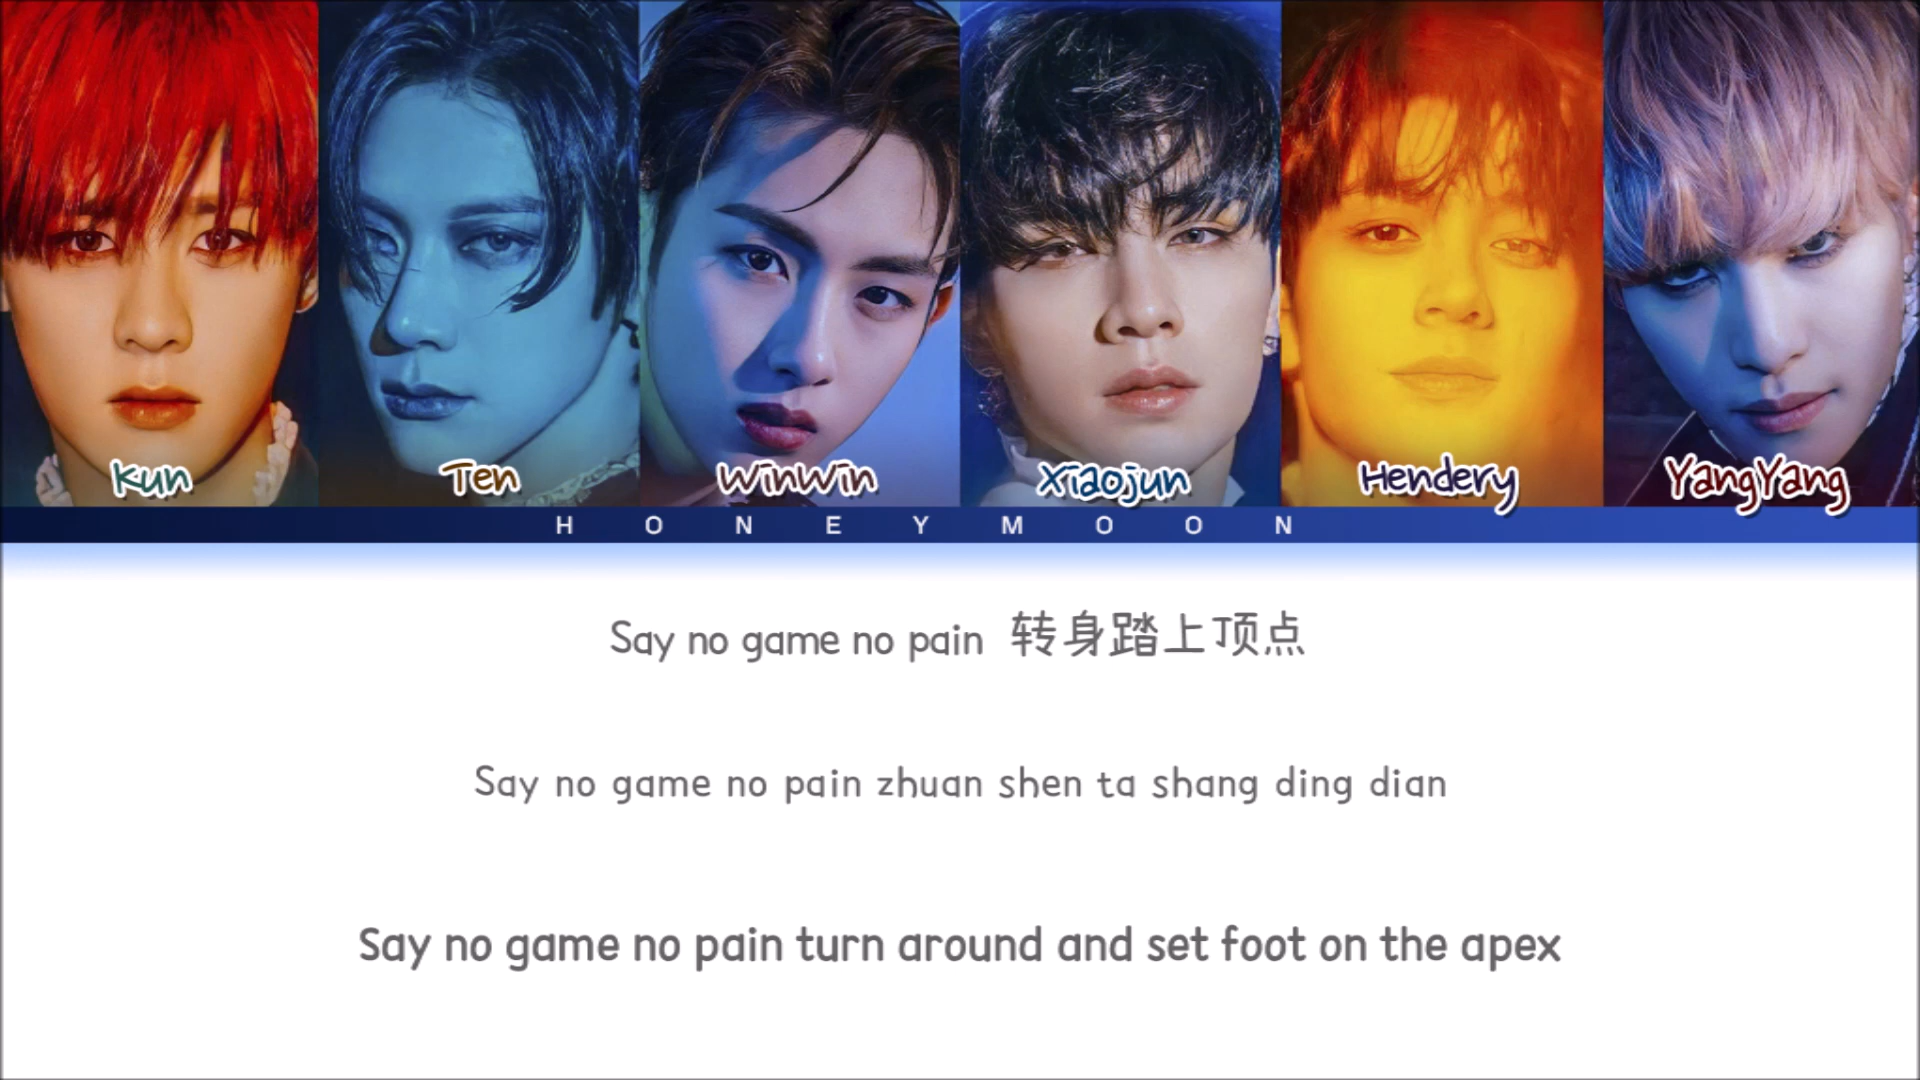 Kun Ten WinWin Xiaojun Hendery YangYang
HONEYMOON
Say no game no pain 转身踏上顶点
Say no game no pain zhuan shen ta shang ding dian
Say no game no pain turn around and set foot on the apex